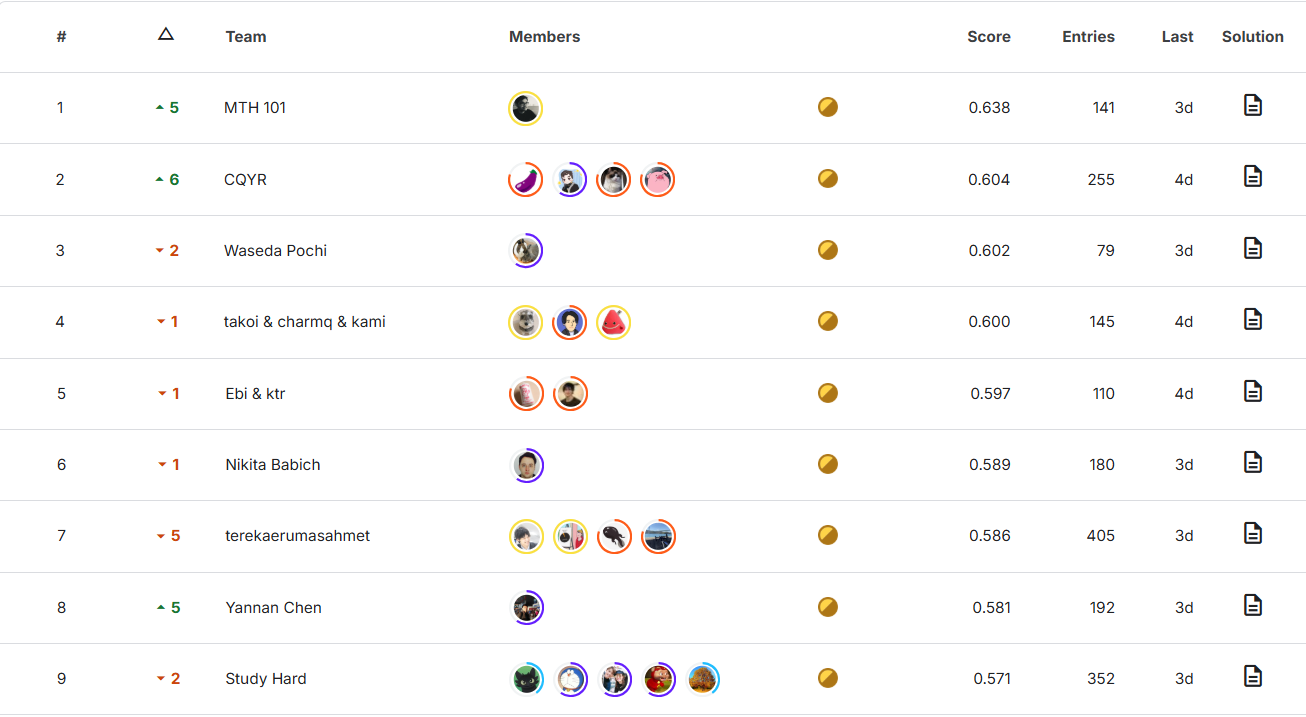 # △ Team Members Score Entries Last Solution
1 5 MTH 101 0.638 141 3d
2 6 CQYR 0.604 255 4d
3 2 Waseda Pochi 0.602 79 3d
4 1 takoi & charmq & kami 0.600 145 4d
5 1 Ebi & ktr 0.597 110 4d
6 1 Nikita Babich 0.589 180 3d
7 5 terekaerumasahmet 0.586 405 3d
8 5 Yannan Chen 0.581 192 3d
9 2 Study Hard 0.571 352 3d